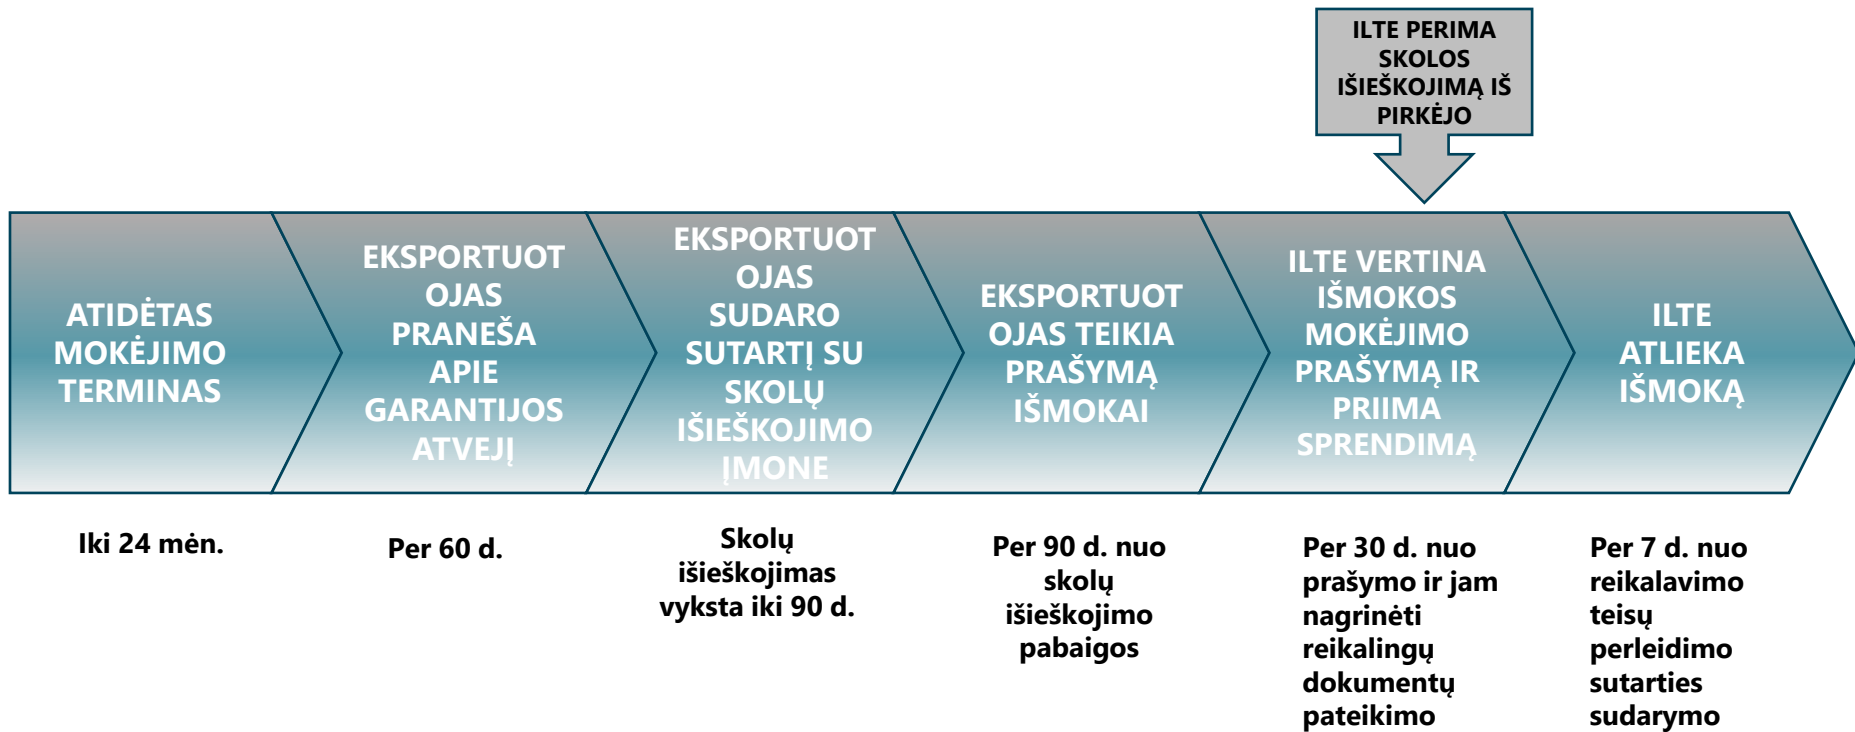 ILTE PERIMA
SKOLOS
IŠIEŠKOJIMĄ IŠ
PIRKĖJO
ATIDĖTAS
MOKĖJIMO
TERMINAS
EKSPORTUOT
OJAS
PRANEŠA
APIE
GARANTIJOS
ATVEJĮ
EKSPORTUOT
OJAS
SUDARO
SUTARTĮ SU
SKOLŲ
IŠIEŠKOJIMO
ĮMONE
EKSPORTUOT
OJAS TEIKIA
PRAŠYMĄ
IŠMOKAI
ILTE VERTINA
IŠMOKOS
MOKĖJIMO
PRAŠYMĄ IR
PRIIMA
SPRENDIMĄ
ILTE
ATLIEKA
IŠMOKĄ
Iki 24 mėn.
Per 60 d.
Skolų
išieškojimas
vyksta iki 90 d.
Per 90 d. nuo
skolų
išieškojimo
pabaigos
Per 30 d. nuo
prašymo ir jam
nagrinėti
reikalingų
dokumentų
pateikimo
Per 7 d. nuo
reikalavimo
teisų
perleidimo
sutarties
sudarymo